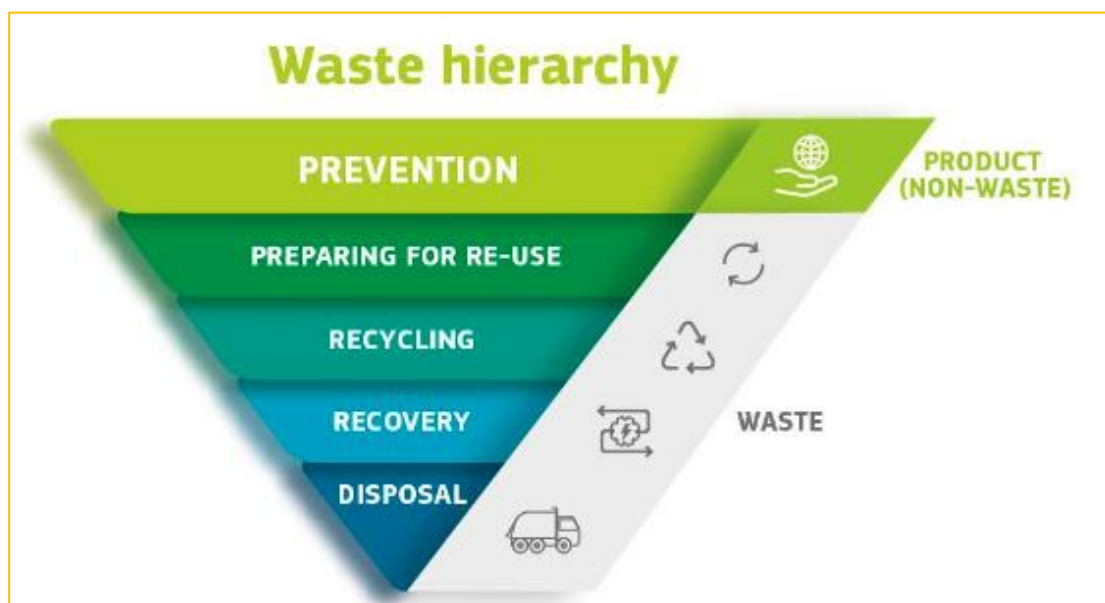 Waste hierarchy
PREVENTION
PRODUCT
(NON-WASTE)
PREPARING FOR RE-USE
RECYCLING
RECOVERY
WASTE
DISPOSAL